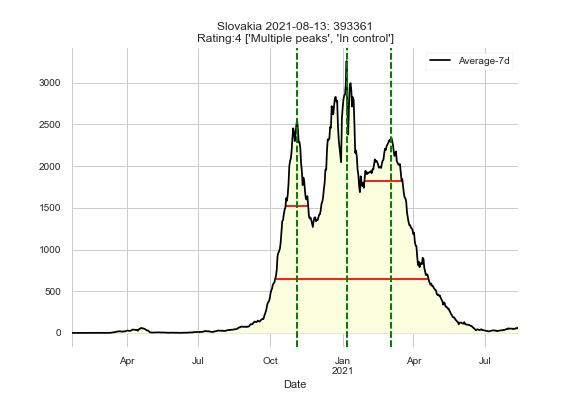 Slovakia 2021-08-13: 393361
Rating:4 ['Multiple peaks', 'In control']
Average-7d
3000
2500
2000
1500
1000
500
0
Apr
Jul
Oct
Jan
2021
Apr
Jul
Date